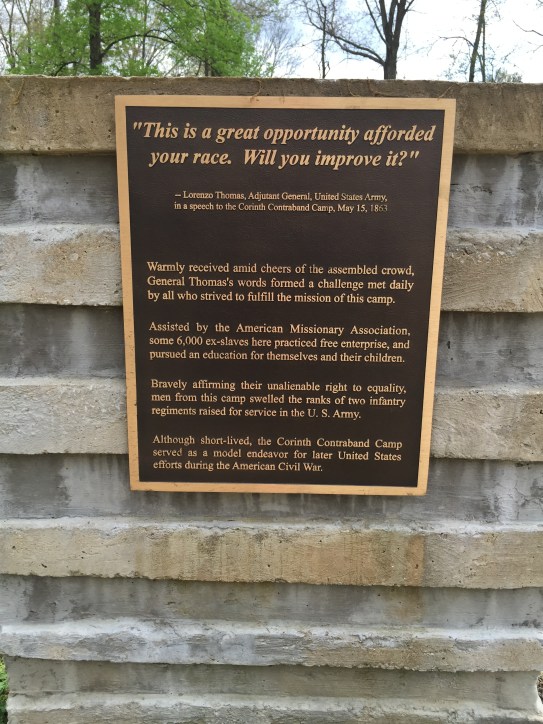 "This is a great opportunity afforded
your race. Will you improve it?"
— Lorenzo Thomas, Adjutant General, United States Army,
in a speech to the Corinth Contraband Camp, May 15, 1863.
Warmly received amid cheers of the assembled crowd,
General Thomas's words formed a challenge met daily
by all who strived to fulfill the mission of this camp.
Assisted by the American Missionary Association,
some 6,000 ex-slaves here practiced free enterprise, and
pursued an education for themselves and their children.
Bravely affirming their unalienable right to equality,
men from this camp swelled the ranks of two infantry
regiments raised for service in the U. S. Army.
Although short-lived, the Corinth Contraband Camp
served as a model endeavor for later United States
efforts during the American Civil War.